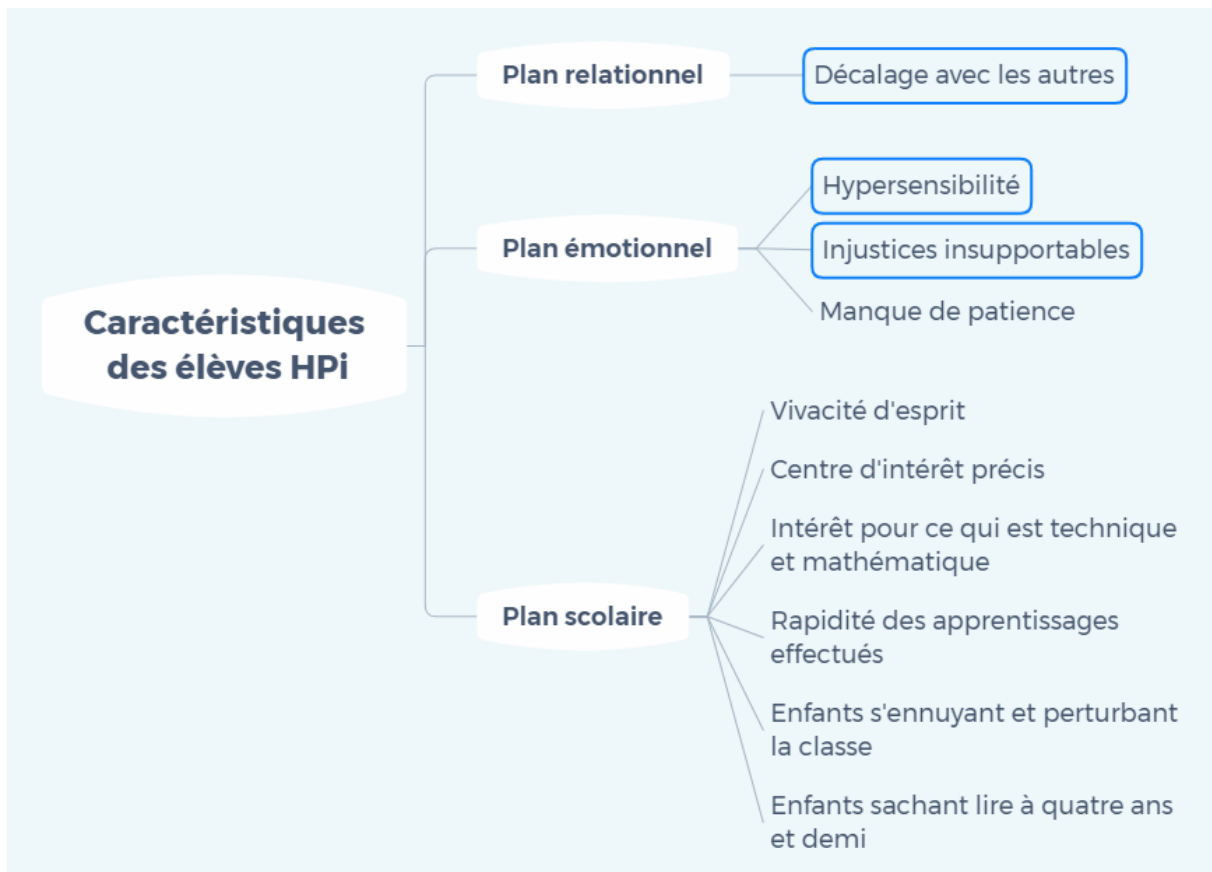 Plan relationnel
Décalage avec les autres
Hypersensibilité
Plan émotionnel
Injustices insupportables
Manque de patience
Caractéristiques
des élèves HPi
Vivacité d'esprit
Centre d'intérêt précis
Intérêt pour ce qui est technique
et mathématique
Plan scolaire
Rapidité des apprentissages
effectués
Enfants s'ennuyant et perturbant
la classe
Enfants sachant lire à quatre ans
et demi